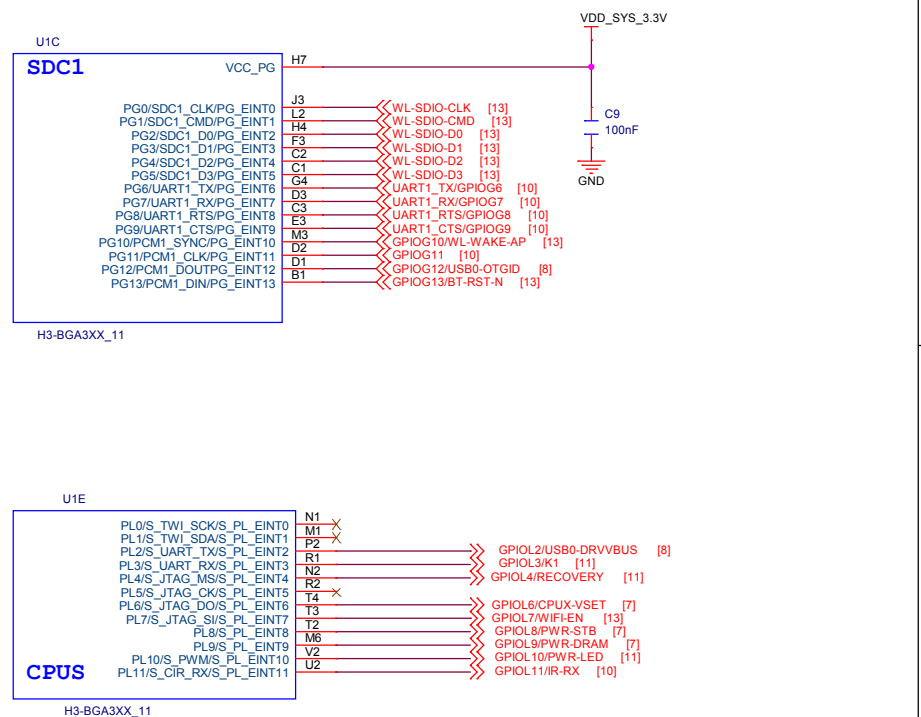 VDD_SYS_3.3V
U1C
SDC1
VCC_PG H7
C9
100nF
GND
PG0/SDC1_CLK/PG_EINT0 J3 WL-SDIO-CLK [13]
PG1/SDC1_CMD/PG_EINT1 L2 WL-SDIO-CMD [13]
PG2/SDC1_D0/PG_EINT2 H4 WL-SDIO-D0 [13]
PG3/SDC1_D1/PG_EINT3 F3 WL-SDIO-D1 [13]
PG4/SDC1_D2/PG_EINT4 C2 WL-SDIO-D2 [13]
PG5/SDC1_D3/PG_EINT5 C1 WL-SDIO-D3 [13]
PG6/UART1_TX/PG_EINT6 G4 UART1_TX/GPIOG6 [10]
PG7/UART1_RX/PG_EINT7 D3 UART1_RX/GPIOG7 [10]
PG8/UART1_RTS/PG_EINT8 C3 UART1_RTS/GPIOG8 [10]
PG9/UART1_CTS/PG_EINT9 E3 UART1_CTS/GPIOG9 [10]
PG10/PCM1_SYNC/PG_EINT10 M3 GPIOG10/WL-WAKE-AP [13]
PG11/PCM1_CLK/PG_EINT11 D2 GPIOG11 [10]
PG12/PCM1_DOUTPG_EINT12 D1 GPIOG12/USB0-OTGID [8]
PG13/PCM1_DIN/PG_EINT13 B1 GPIOG13/BT-RST-N [13]
H3-BGA3XX_11
U1E
PL0/S_TWI_SCK/S_PL_EINT0 N1
PL1/S_TWI_SDA/S_PL_EINT1 M1
PL2/S_UART_TX/S_PL_EINT2 P2 GPIOL2/USB0-DRVVBUS [8]
PL3/S_UART_RX/S_PL_EINT3 R1 GPIOL3/K1 [11]
PL4/S_JTAG_MS/S_PL_EINT4 N2 GPIOL4/RECOVERY [11]
PL5/S_JTAG_CK/S_PL_EINT5 R2
PL6/S_JTAG_DO/S_PL_EINT6 T4 GPIOL6/CPUX-VSET [7]
PL7/S_JTAG_SI/S_PL_EINT7 T3 GPIOL7/WIFI-EN [13]
PL8/S_PL_EINT8 T2 GPIOL8/PWR-STB [7]
PL9/S_PL_EINT9 M6 GPIOL9/PWR-DRAM [7]
PL10/S_PWM/S_PL_EINT10 V2 GPIOL10/PWR-LED [11]
PL11/S_CIR_RX/S_PL_EINT11 U2 GPIOL11/IR-RX [10]
CPUS
H3-BGA3XX_11